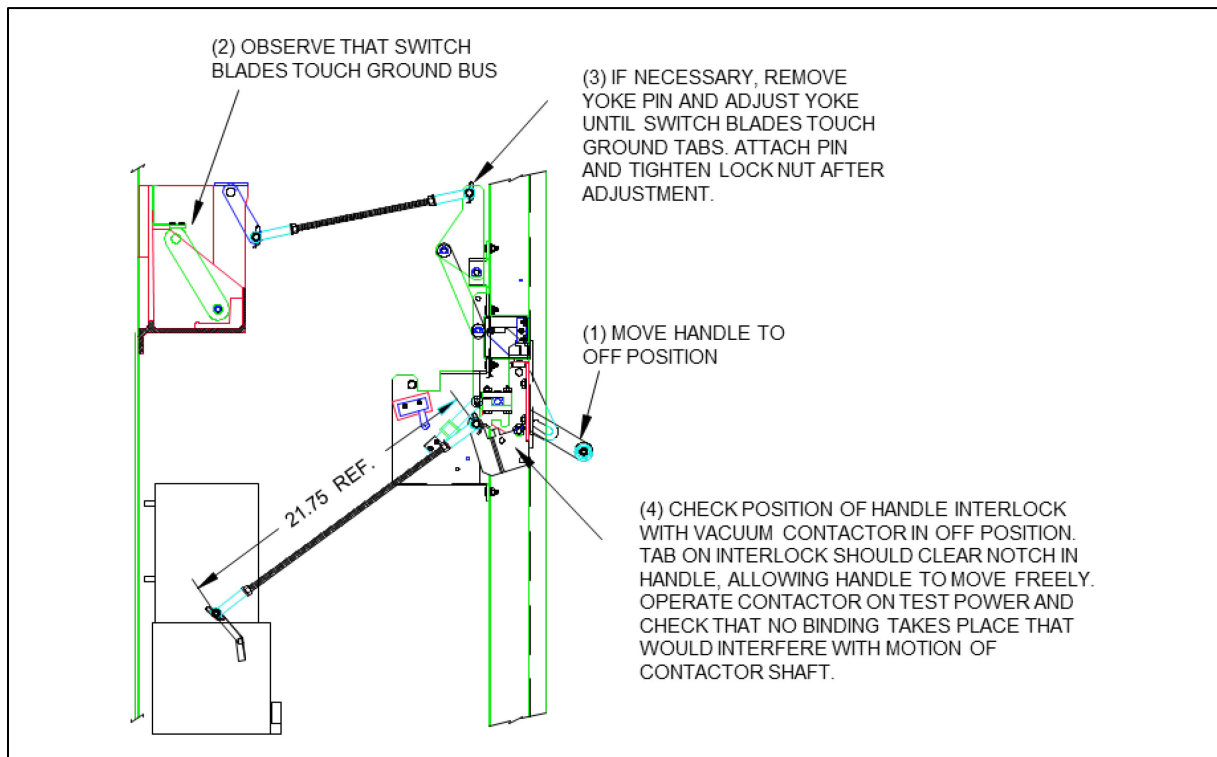 (2) OBSERVE THAT SWITCH
BLADES TOUCH GROUND BUS
(3) IF NECESSARY, REMOVE
YOKE PIN AND ADJUST YOKE
UNTIL SWITCH BLADES TOUCH
GROUND TABS. ATTACH PIN
AND TIGHTEN LOCK NUT AFTER
ADJUSTMENT.
(1) MOVE HANDLE TO
OFF POSITION
21.75 REF.
(4) CHECK POSITION OF HANDLE INTERLOCK
WITH VACUUM CONTACTOR IN OFF POSITION.
TAB ON INTERLOCK SHOULD CLEAR NOTCH IN
HANDLE, ALLOWING HANDLE TO MOVE FREELY.
OPERATE CONTACTOR ON TEST POWER AND
CHECK THAT NO BINDING TAKES PLACE THAT
WOULD INTERFERE WITH MOTION OF
CONTACTOR SHAFT.